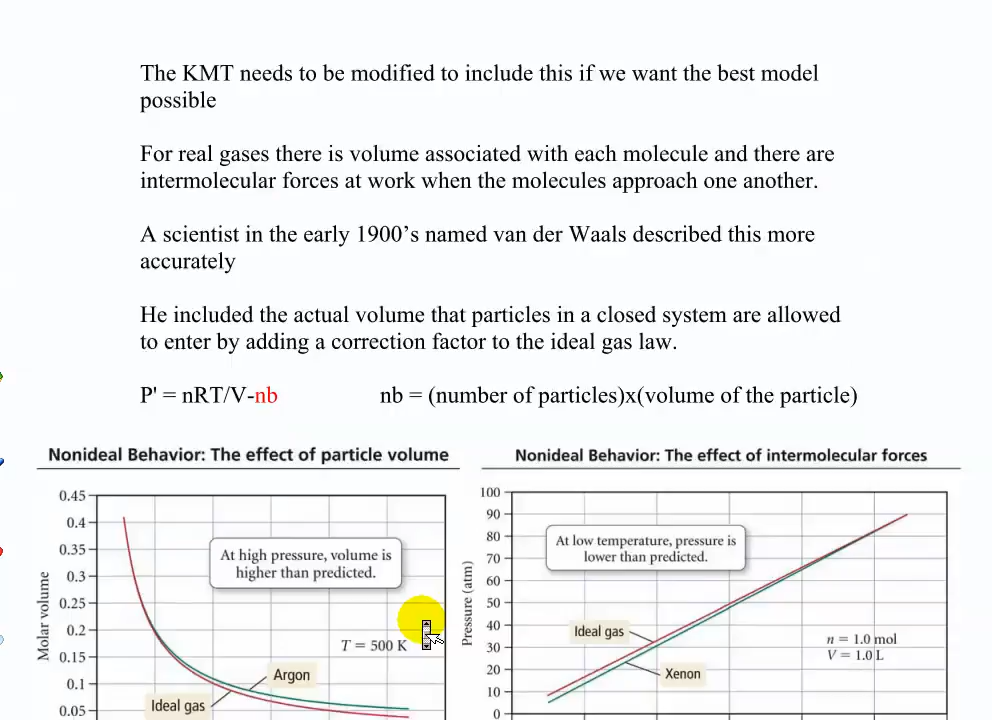 The KMT needs to be modified to include this if we want the best model
possible
For real gases there is volume associated with each molecule and there are
intermolecular forces at work when the molecules approach one another.
A scientist in the early 1900’s named van der Waals described this more
accurately
He included the actual volume that particles in a closed system are allowed
to enter by adding a correction factor to the ideal gas law.
P' = nRT/V-nb nb = (number of particles)x(volume of the particle)
Nonideal Behavior: The effect of particle volume
0.45
0.4
0.35
0.3
0.25
0.2
0.15
0.1
0.05
Molar volume
At high pressure, volume is
higher than predicted.
T = 500 K
Argon
Ideal gas
Nonideal Behavior: The effect of intermolecular forces
100
90
80
70
60
50
40
30
20
10
0
Pressure (atm)
At low temperature, pressure is
lower than predicted.
Ideal gas
Xenon
n = 1.0 mol
V = 1.0 L